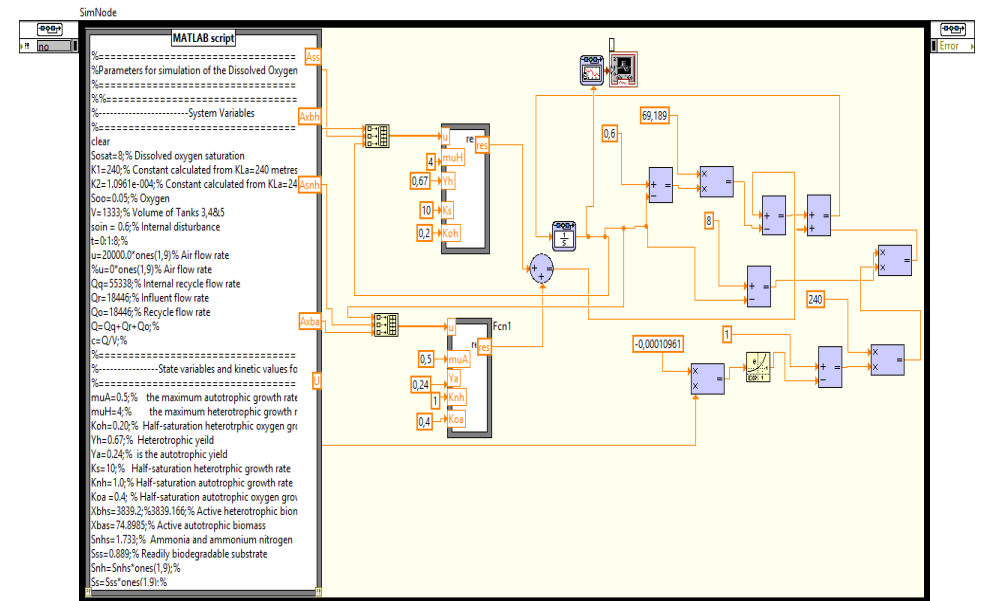 SimNode
no
Error
MATLAB script
%===================================
%Parameters for simulation of the Dissolved Oxygen
%===================================
%%==================================
%------------------------System Variables
%===================================
clear
Sosat=8;% Dissolved oxygen saturation
K1=240;% Constant calculated from KLa=240 metres
K2=1.0961e-004;% Constant calculated from KLa=24
Soo=0.05;% Oxygen
V=1333;% Volume of Tanks 3,4&5
soin = 0.6;% Internal disturbance
t=0:1:8;%
u=20000.0*ones(1,9)% Air flow rate
%u=0*ones(1,9)% Air flow rate
Qq=55338;% Internal recycle flow rate
Qr=18446;% Influent flow rate
Qo=18446;% Recycle flow rate
Q=Qq+Qr+Qo;%
c=Q/V;%
%===================================
%----------------State variables and kinetic values fo
%===================================
muA=0.5;% the maximum autotrophic growth rate
muH=4;% the maximum heterotrophic growth r
Koh=0.20;% Half-saturation heterotrphic oxygen gro
Yh=0.67;% Heterotrophic yeild
Ya=0.24;% is the autotrophic yield
Ks=10;% Half-saturation heterotrphic growth rate
Knh=1.0;% Half-saturation autotrophic growth rate
Koa =0.4; % Half-saturation autotrophic oxygen grov
Xbhs=3839.2;%3839.166;% Active heterotrophic bion
Xbas=74.8985;% Active autotrophic biomass
Snhs=1.733;% Ammonia and ammonium nitrogen
Sss=0.889;% Readily biodegradable substrate
Snh=Snhs*ones(1,9);%
Ss=Sss*ones(1,9);%
Ass
Axbh
Asnh
Axba
U
u
re
res
4
muH
0,67
Yh
10
Ks
0,2
Koh
Fcn1
u
re
res
0,5
muA
0,24
Ya
1
Knh
0,4
Koa
69,189
0,6
1
S
8
240
1
-0,00010961
EXP